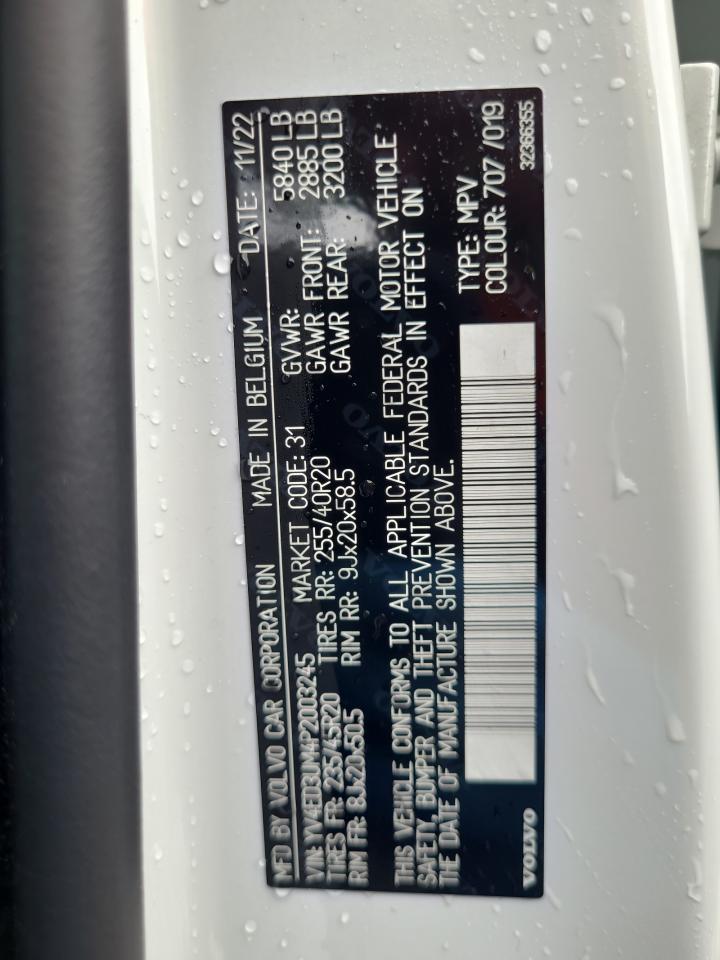 MFD BY VOLVO CAR CORPORATION MADE IN BELGIUM DATE: 11/22
VIN: YV4ED3UM4P2003245 MARKET CODE: 31 GVWR: 5840 LB
TIRES FR: 235/45R20 TIRES RR: 255/40R20 GAWR FRONT: 2885 LB
RIM FR: 8Jx20x50.5 RIM RR: 9Jx20x58.5 GAWR REAR: 3200 LB
THIS VEHICLE CONFORMS TO ALL APPLICABLE FEDERAL MOTOR VEHICLE
SAFETY, BUMPER AND THEFT PREVENTION STANDARDS IN EFFECT ON
THE DATE OF MANUFACTURE SHOWN ABOVE.
TYPE: MPV
COLOUR: 707 /019
VOLVO 32366355